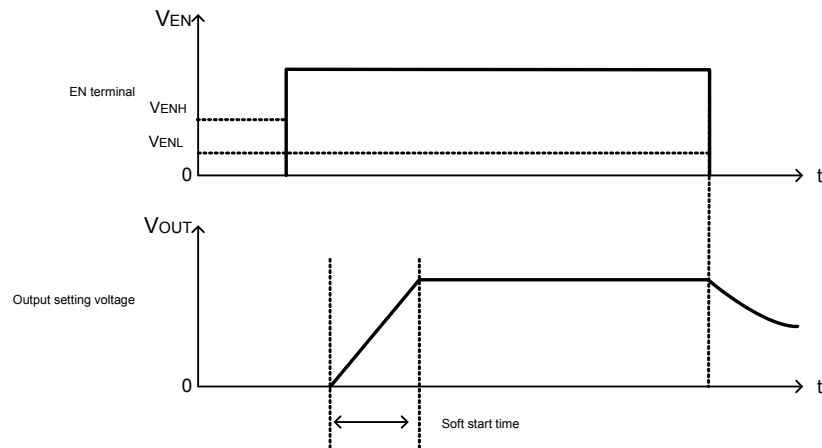 VEN
EN terminal
VENH
VENL
0
t
VOUT
Output setting voltage
0
t
Soft start time